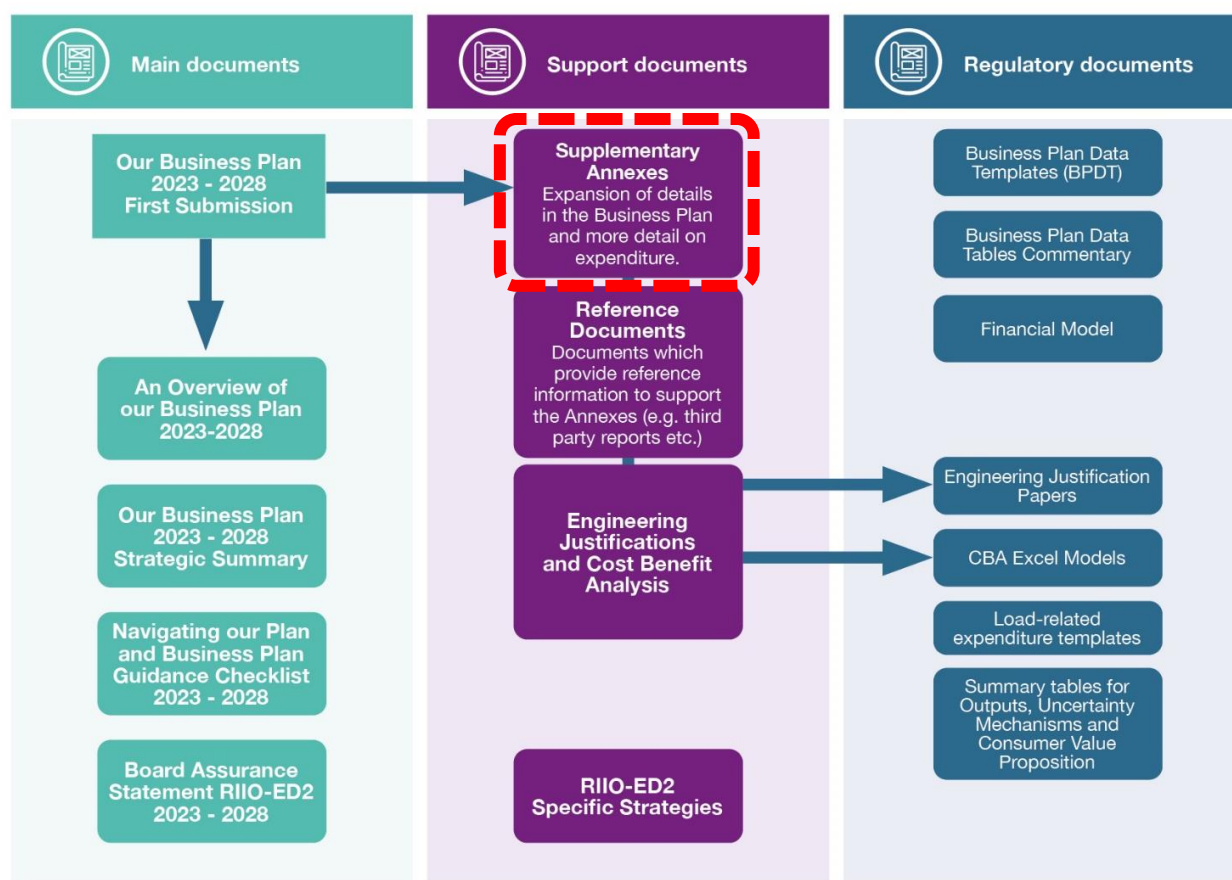 Main documents
Our Business Plan
2023 - 2028
First Submission
An Overview of
our Business Plan
2023-2028
Our Business Plan
2023 - 2028
Strategic Summary
Navigating our Plan
and Business Plan
Guidance Checklist
2023 - 2028
Board Assurance
Statement RIIO-ED2
2023 - 2028
Support documents
Supplementary
Annexes
Expansion of details
in the Business Plan
and more detail on
expenditure.
Reference
Documents
Documents which
provide reference
information to support
the Annexes (e.g. third
party reports etc.)
Engineering
Justifications
and Cost Benefit
Analysis
RIIO-ED2
Specific Strategies
Regulatory documents
Business Plan Data
Templates (BPDT)
Business Plan Data
Tables Commentary
Financial Model
Engineering Justification
Papers
CBA Excel Models
Load-related
expenditure templates
Summary tables for
Outputs, Uncertainty
Mechanisms and
Consumer Value
Proposition